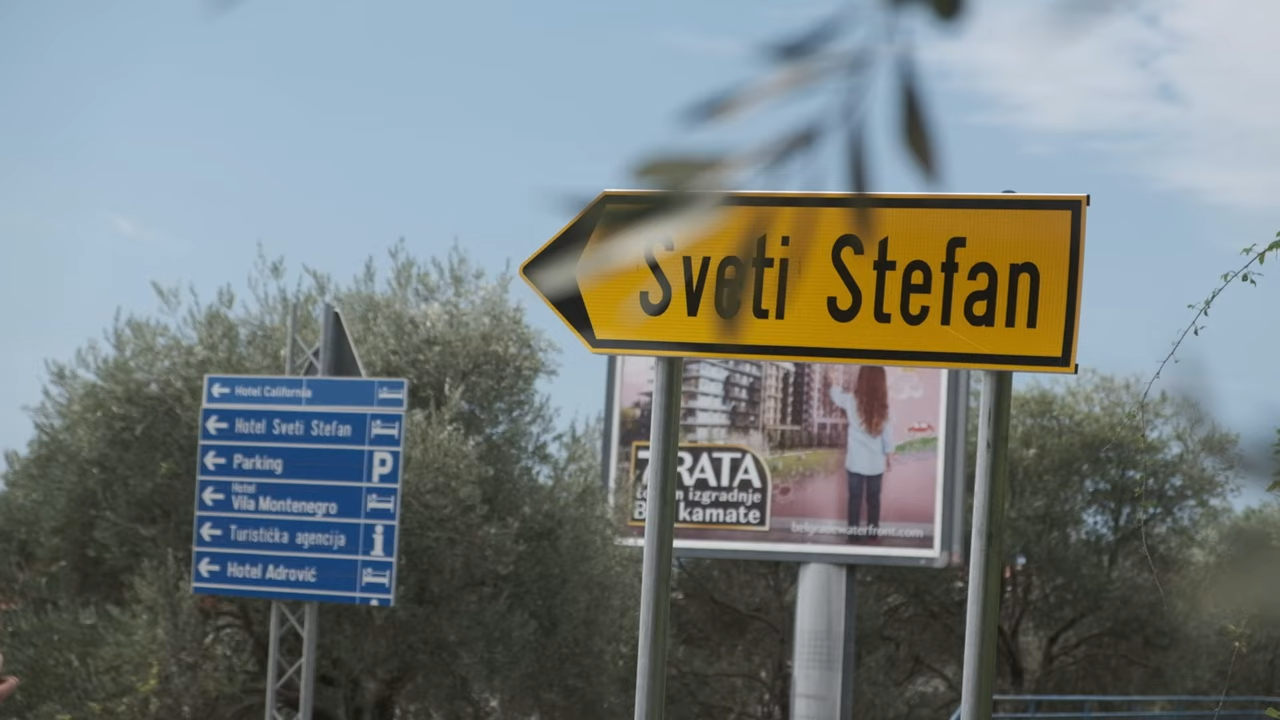 Sveti Stefan
Hotel California
Hotel Sveti Stefan
Parking
P
Hotel
Vila Montenegro
Turistička agencija
i
Hotel Adrović
RATA
izgradnje
kamate
belgradewaterfront.com